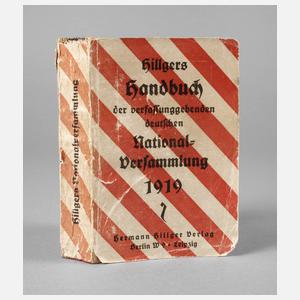 Hillgers
Handbuch
der verfassunggebenden
deutschen
National-
Versammlung
1919
Hermann Hillger Verlag
Berlin W 9 • Leipzig
Hillgers Nationalversammlung